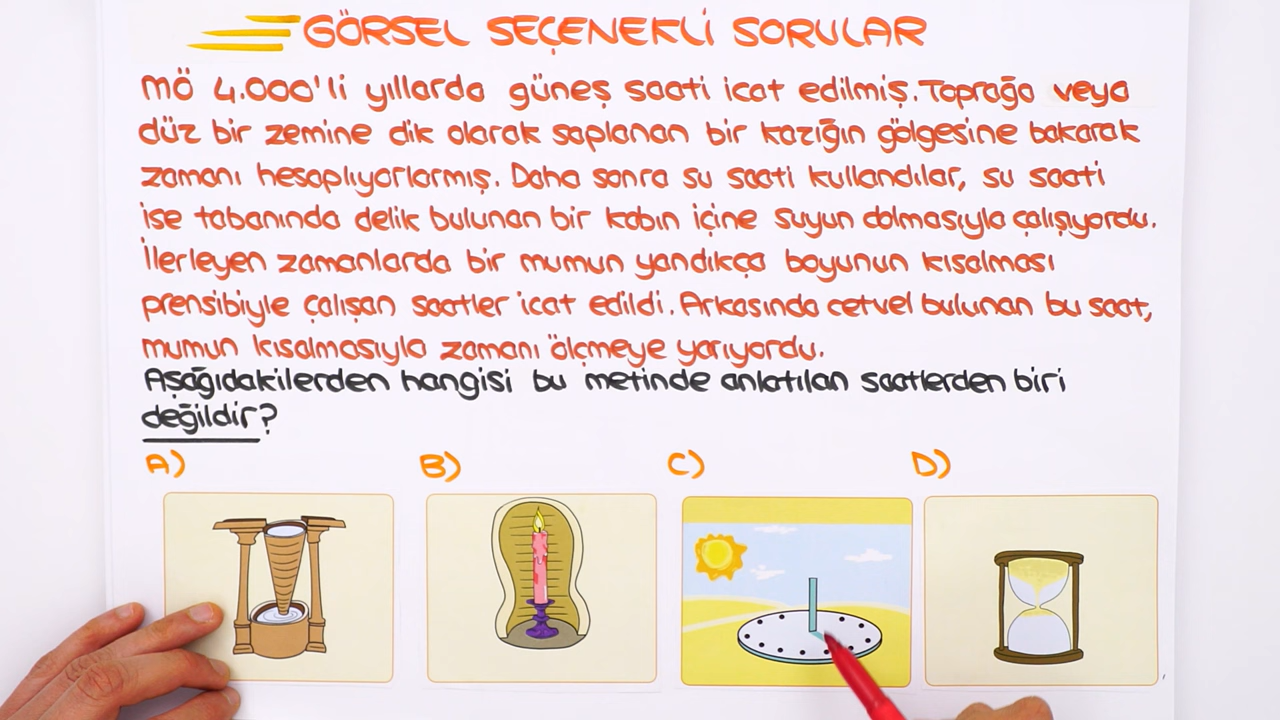 GÖRSEL SEÇENEKLİ SORULAR
MÖ 4.000'li yıllarda güneş saati icat edilmiş. Toprağa veya
düz bir zemine dik olarak saplanan bir kazığın gölgesine bakarak
zamanı hesaplıyorlarmış. Daha sonra su saati kullandılar, su saati
ise tabanında delik bulunan bir kabın içine suyun dolmasıyla çalışıyordu.
İlerleyen zamanlarda bir mumun yandıkça boyunun kısalması
prensibiyle çalışan saatler icat edildi. Arkasında cetvel bulunan bu saat,
mumun kısalmasıyla zamanı ölçmeye yarıyordu.
Aşağıdakilerden hangisi bu metinde anlatılan saatlerden biri
değildir?
A) B) C) D)